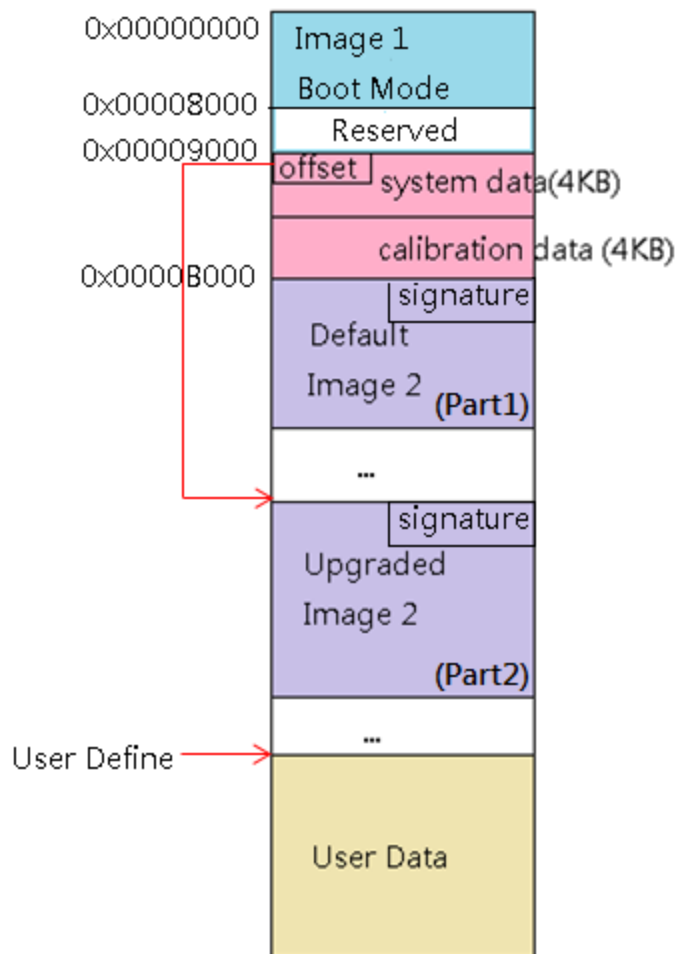 0x00000000
Image 1
Boot Mode
0x00008000
Reserved
0x00009000
offset
system data(4KB)
calibration data (4KB)
0x0000B000
signature
Default
Image 2
(Part1)
...
signature
Upgraded
Image 2
(Part2)
...
User Define
User Data